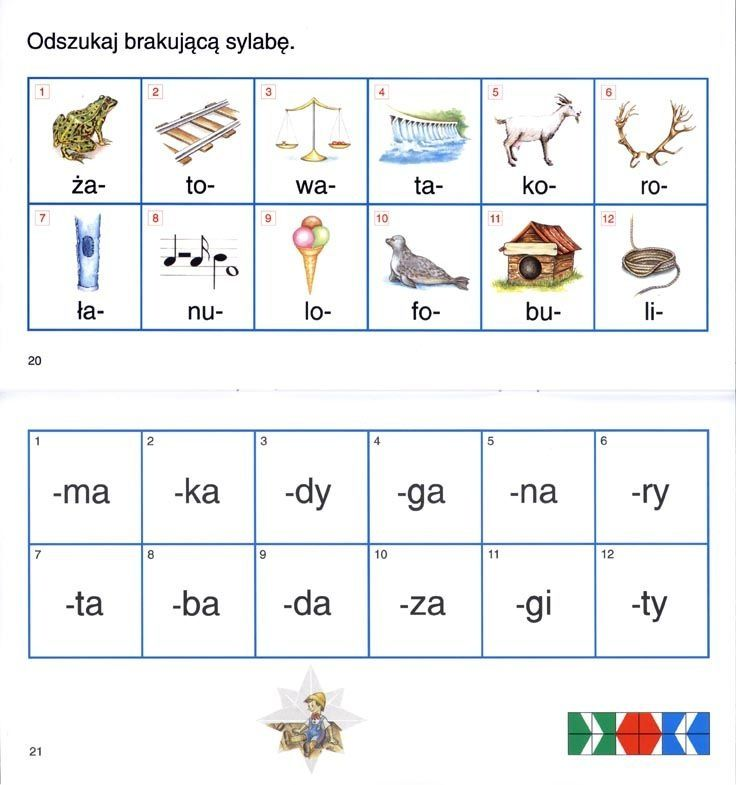 Odszukaj brakującą sylabę.
1 2 3 4 5 6
ża- to- wa- ta- ko- ro-
7 8 9 10 11 12
ła- nu- lo- fo- bu- li-
20
1 2 3 4 5 6
-ma -ka -dy -ga -na -ry
7 8 9 10 11 12
-ta -ba -da -za -gi -ty
21